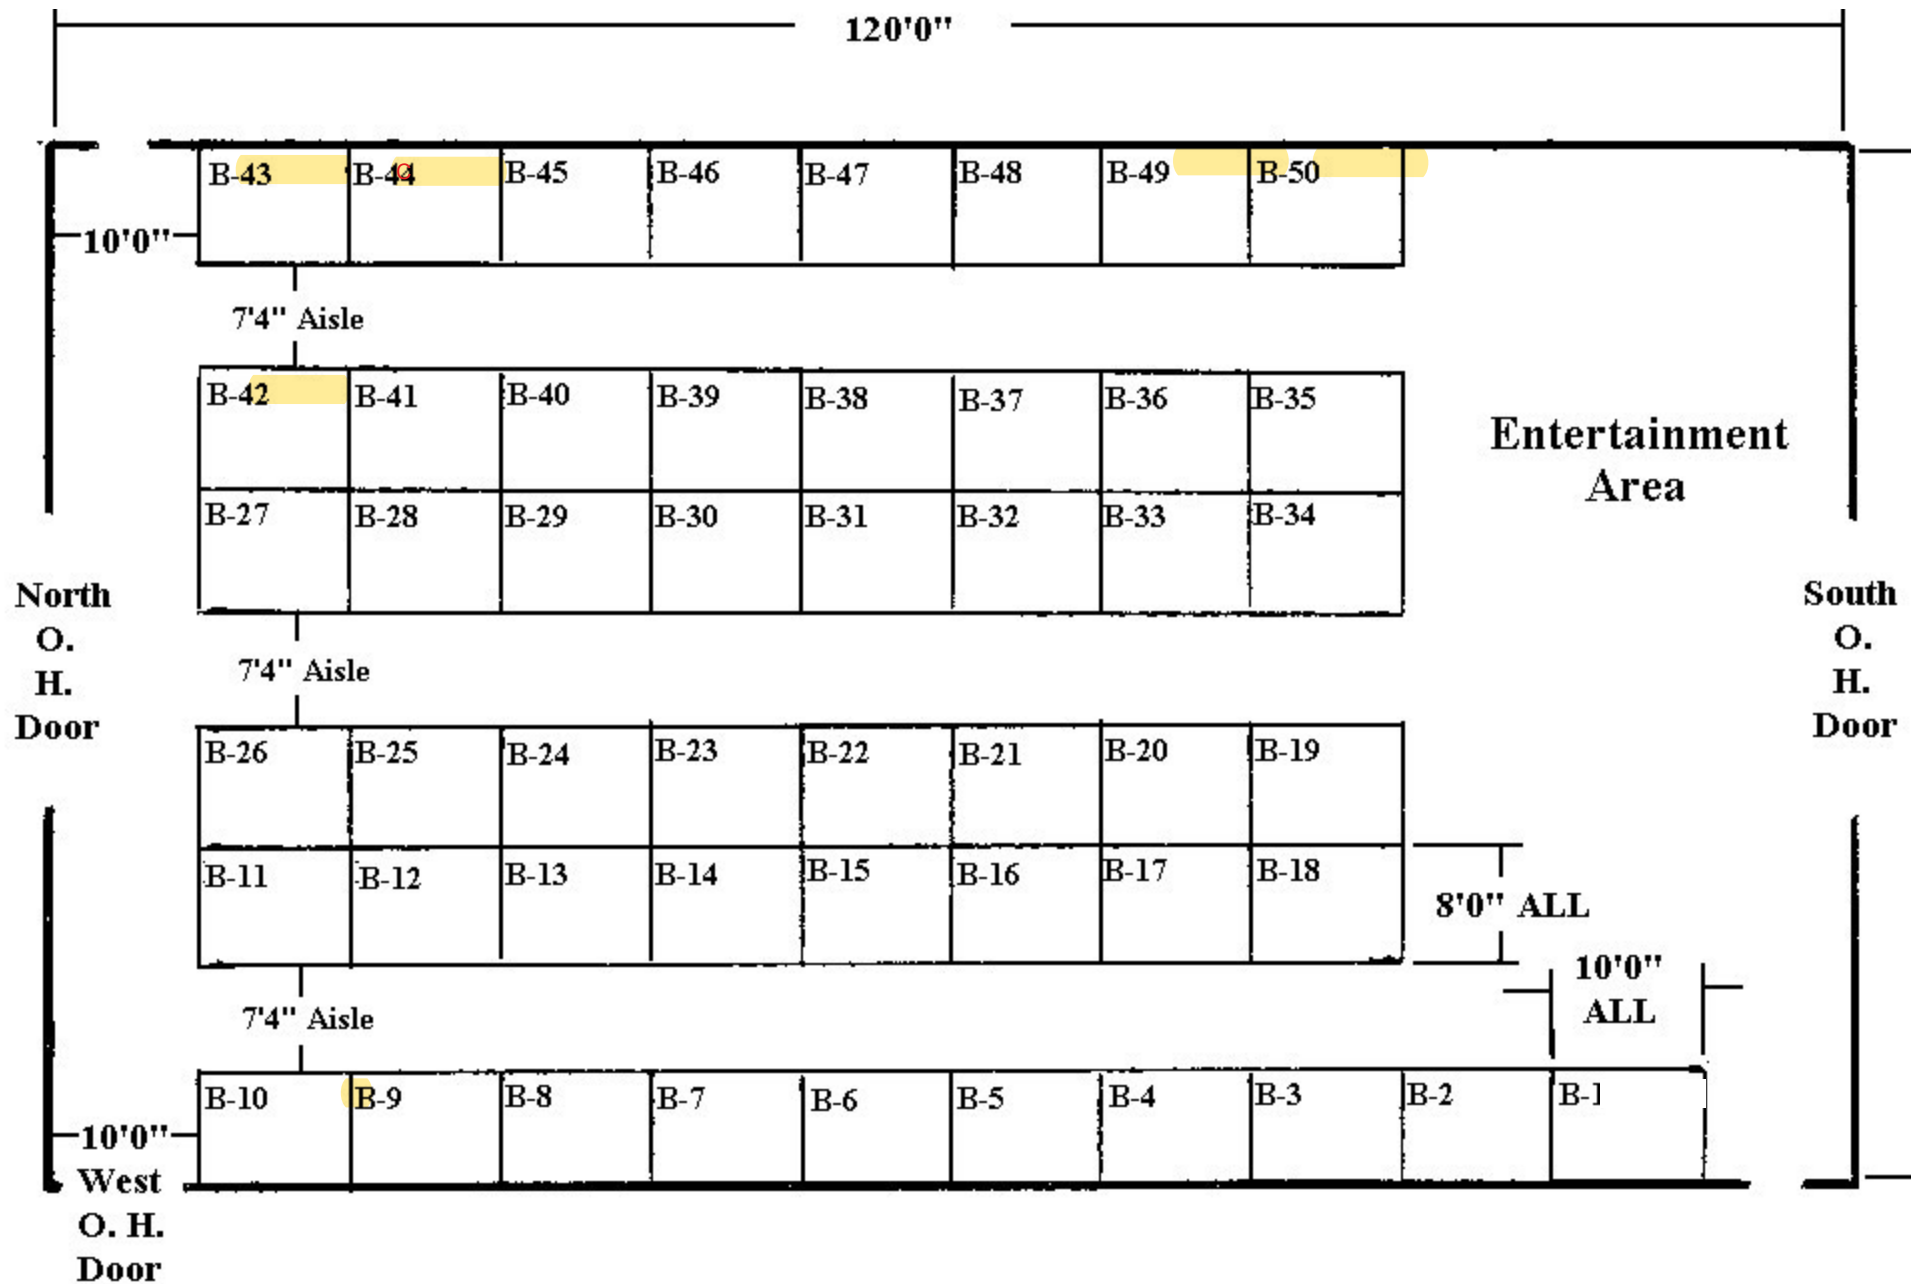 120'0"
B-43 B-44 B-45 B-46 B-47 B-48 B-49 B-50
10'0"
7'4" Aisle
B-42 B-41 B-40 B-39 B-38 B-37 B-36 B-35
Entertainment
Area
B-27 B-28 B-29 B-30 B-31 B-32 B-33 B-34
North
O.
H.
Door
South
O.
H.
Door
7'4" Aisle
B-26 B-25 B-24 B-23 B-22 B-21 B-20 B-19
B-11 B-12 B-13 B-14 B-15 B-16 B-17 B-18
8'0" ALL
10'0"
ALL
7'4" Aisle
B-10 B-9 B-8 B-7 B-6 B-5 B-4 B-3 B-2 B-1
10'0"
West
O. H.
Door